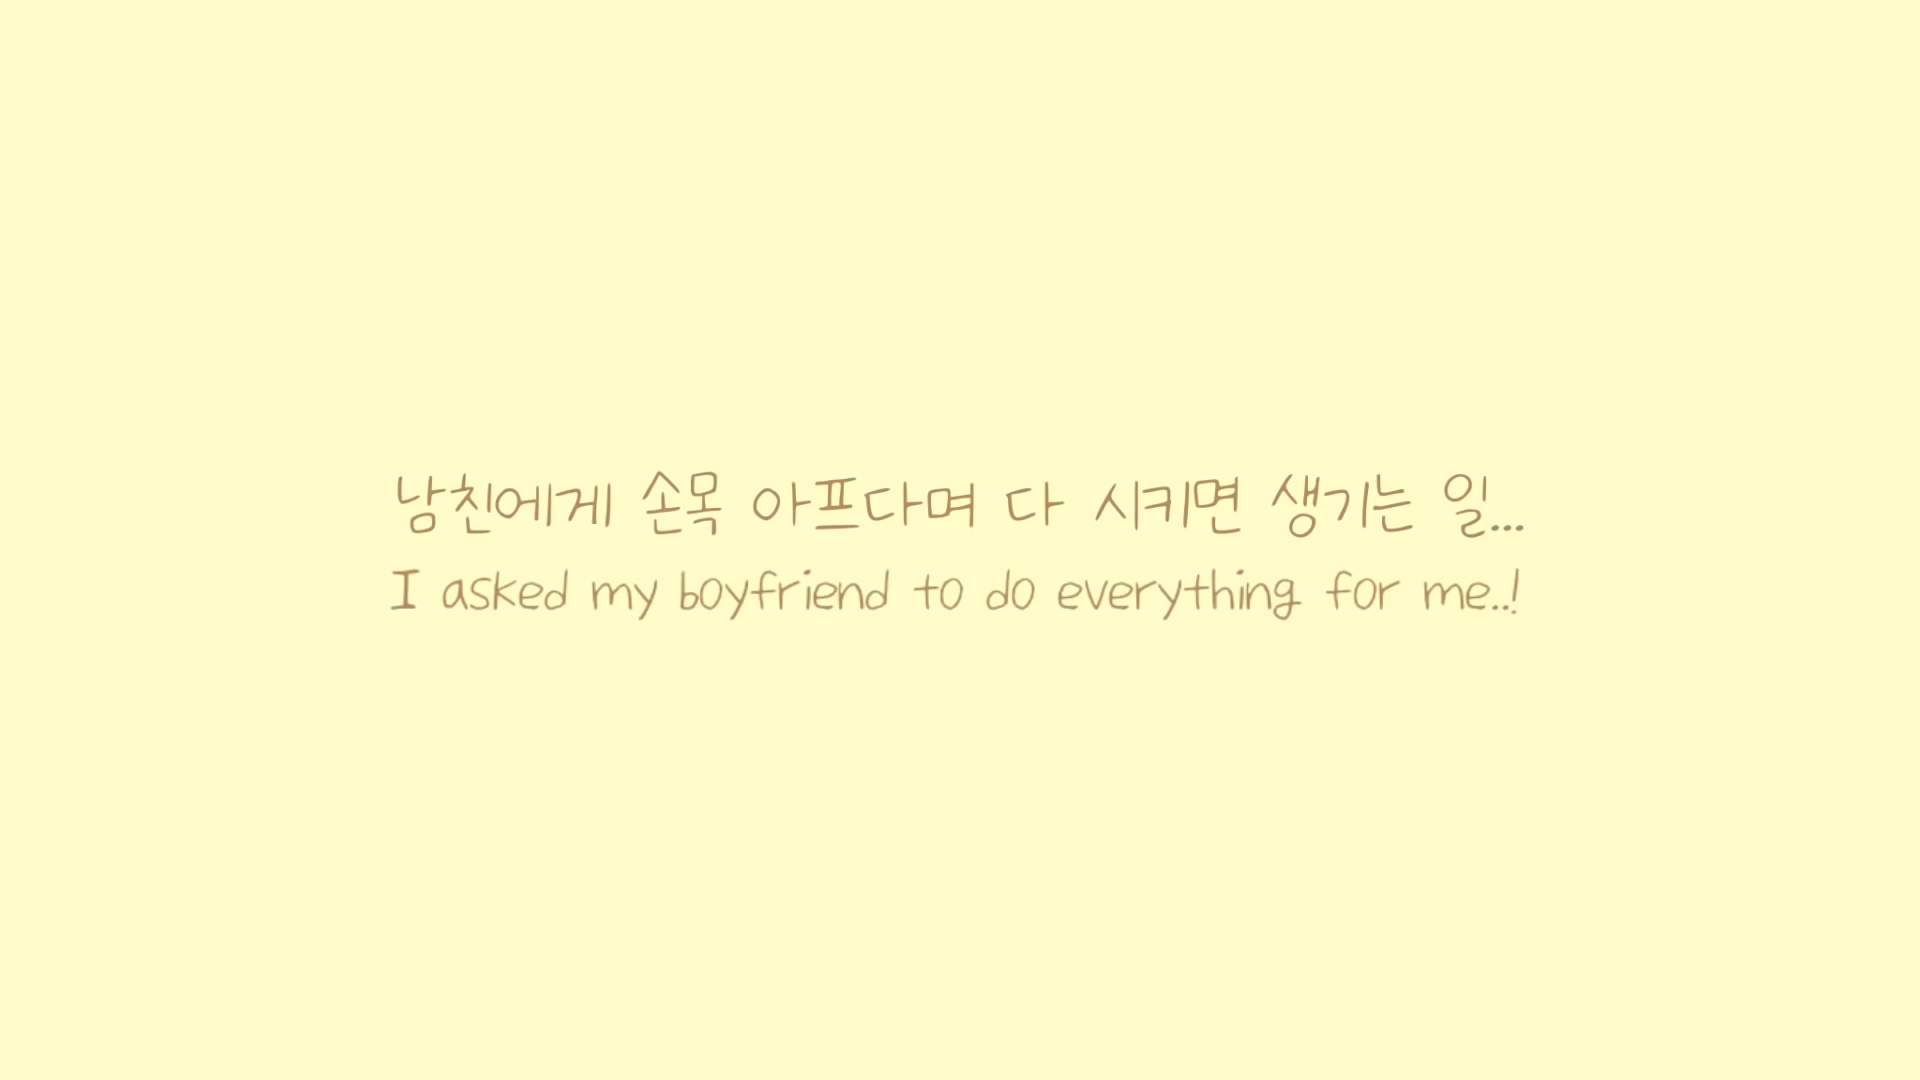 남친에게 손목 아프다며 다 시키면 생기는 일...
I asked my boyfriend to do everything for me..!